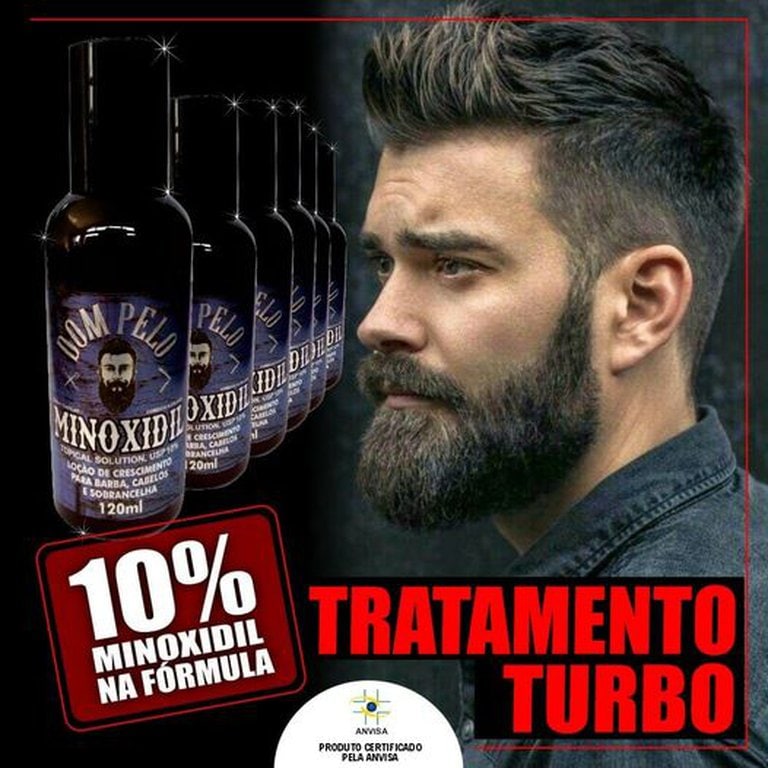 DOM PELO
MINOXIDIL
TOPICAL SOLUTION, USP 10%
LOÇÃO DE CRESCIMENTO
PARA BARBA, CABELOS
E SOBRANCELHA
120ml
10%
MINOXIDIL
NA FÓRMULA
TRATAMENTO
TURBO
ANVISA
PRODUTO CERTIFICADO
PELA ANVISA